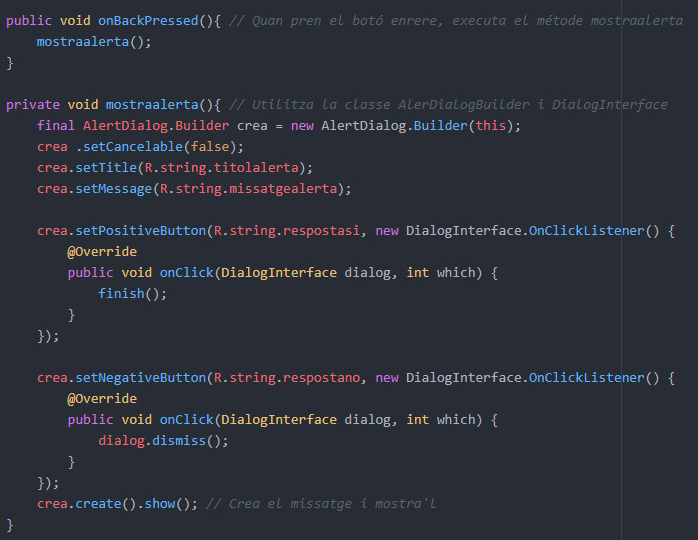 public void onBackPressed(){ // Quan pren el botó enrere, executa el métode mostraalerta
    mostraalerta();
}

private void mostraalerta(){ // Utilitza la classe AlerDialogBuilder i DialogInterface
    final AlertDialog.Builder crea = new AlertDialog.Builder(this);
    crea .setCancelable(false);
    crea.setTitle(R.string.titolalerta);
    crea.setMessage(R.string.missatgealerta);

    crea.setPositiveButton(R.string.respostasi, new DialogInterface.OnClickListener() {
        @Override
        public void onClick(DialogInterface dialog, int which) {
            finish();
        }
    });

    crea.setNegativeButton(R.string.respostano, new DialogInterface.OnClickListener() {
        @Override
        public void onClick(DialogInterface dialog, int which) {
            dialog.dismiss();
        }
    });
    crea.create().show(); // Crea el missatge i mostra'l
}